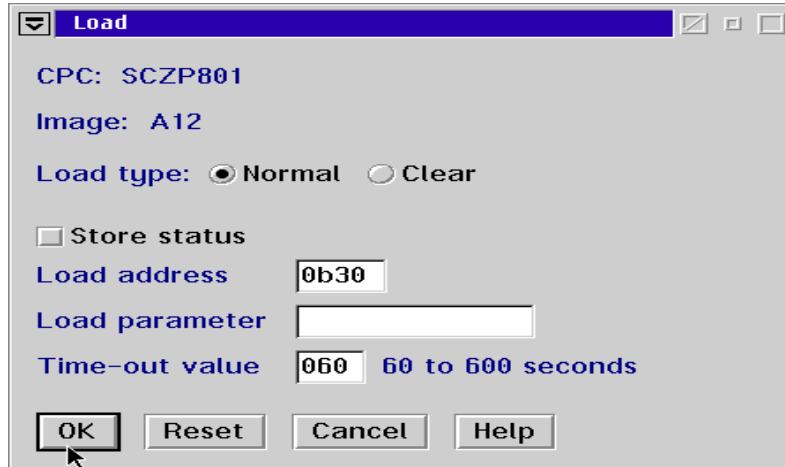 Load
CPC: SCZP801
Image: A12
Load type: Normal Clear
Store status
Load address 0b30
Load parameter
Time-out value 060 60 to 600 seconds
OK Reset Cancel Help